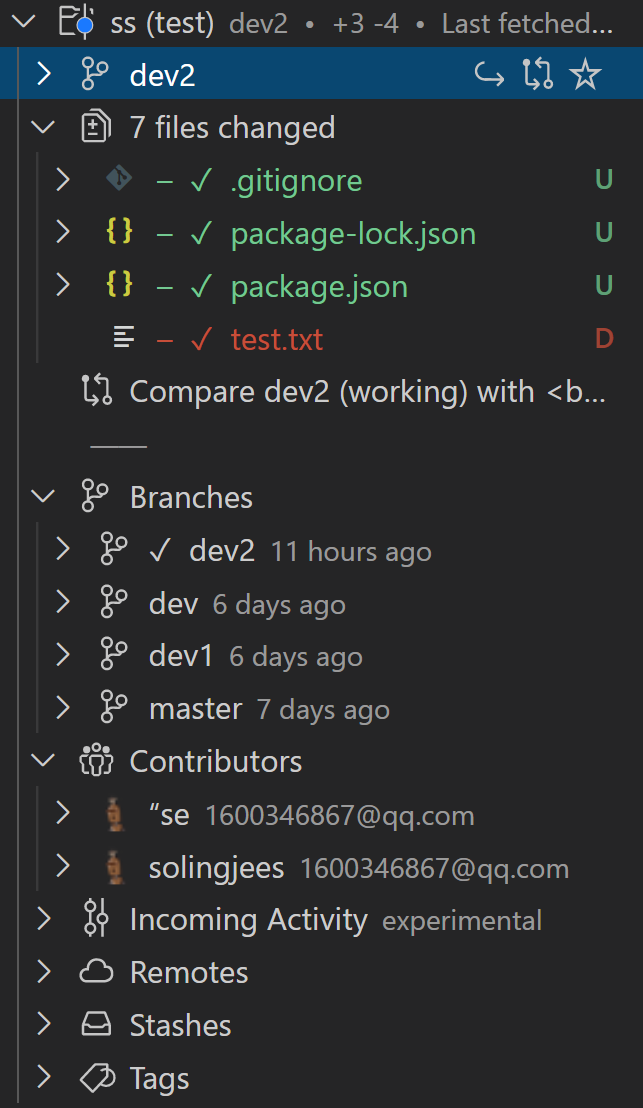 ss (test) dev2 • +3 -4 • Last fetched...
dev2
7 files changed
– ✓ .gitignore U
{} – ✓ package-lock.json U
{} – ✓ package.json U
– ✓ test.txt D
Compare dev2 (working) with <b...
Branches
✓ dev2 11 hours ago
dev 6 days ago
dev1 6 days ago
master 7 days ago
Contributors
“se 1600346867@qq.com
solingjees 1600346867@qq.com
Incoming Activity experimental
Remotes
Stashes
Tags